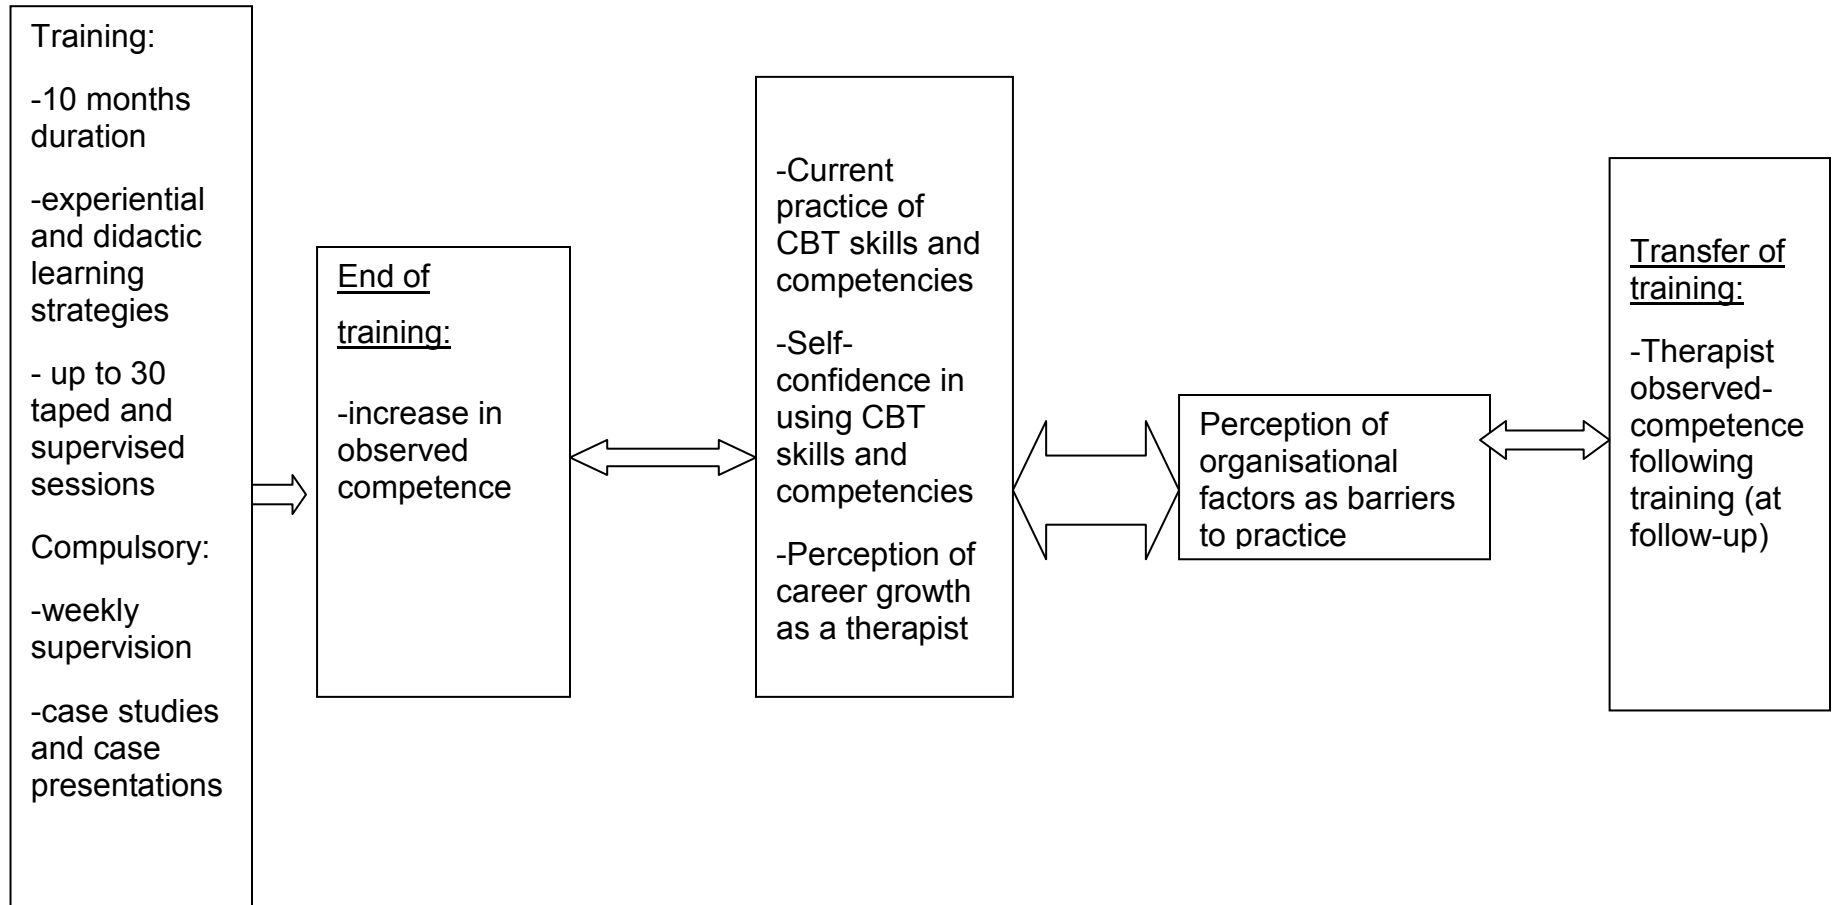 Training:
-10 months
duration
-experiential
and didactic
learning
strategies
- up to 30
taped and
supervised
sessions
Compulsory:
-weekly
supervision
-case studies
and case
presentations
End of
training:
-increase in
observed
competence
-Current
practice of
CBT skills and
competencies
-Self-
confidence in
using CBT
skills and
competencies
-Perception of
career growth
as a therapist
Perception of
organisational
factors as barriers
to practice
Transfer of
training:
-Therapist
observed-
competence
following
training (at
follow-up)